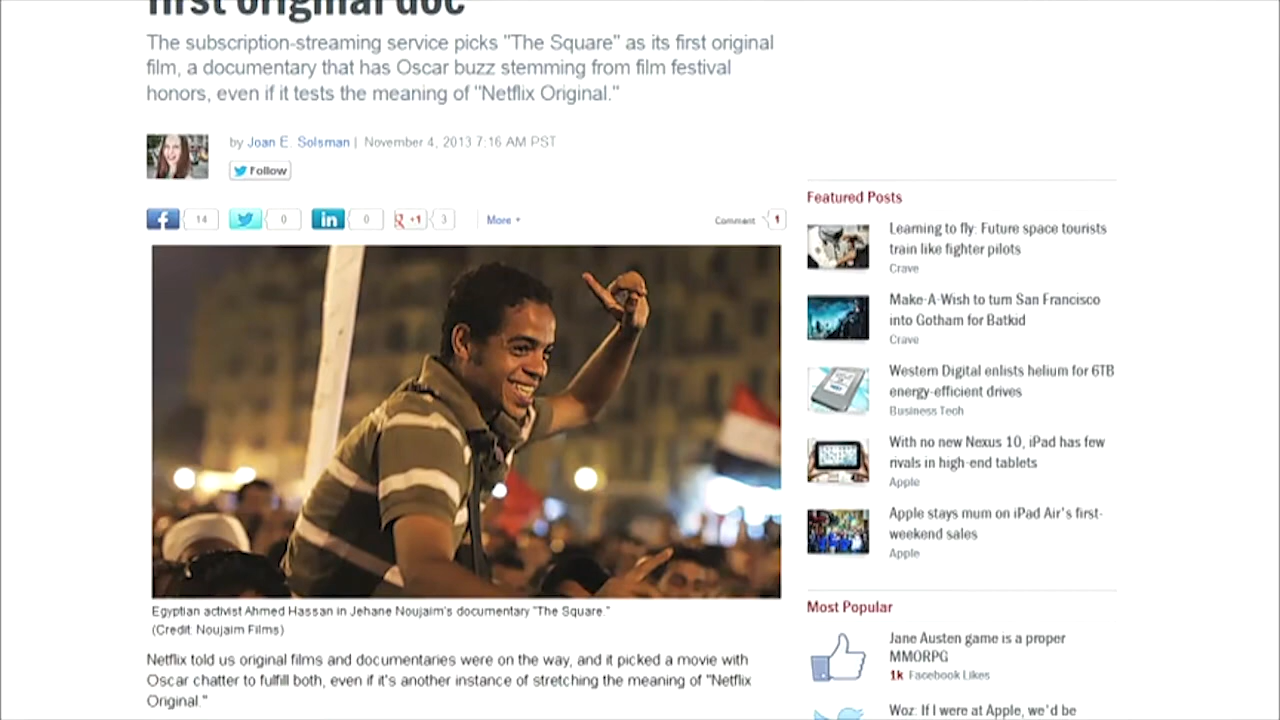 first original doc
The subscription-streaming service picks "The Square" as its first original
film, a documentary that has Oscar buzz stemming from film festival
honors, even if it tests the meaning of "Netflix Original."
by Joan E. Solsman | November 4, 2013 7:16 AM PST
Follow
14
0
in
0
+1
3
More +
Comment
1
Egyptian activist Ahmed Hassan in Jehane Noujaim's documentary "The Square."
(Credit: Noujaim Films)
Netflix told us original films and documentaries were on the way, and it picked a movie with
Oscar chatter to fulfill both, even if it's another instance of stretching the meaning of "Netflix
Original."
Featured Posts
Learning to fly: Future space tourists
train like fighter pilots
Crave
Make-A-Wish to turn San Francisco
into Gotham for Batkid
Crave
Western Digital enlists helium for 6TB
energy-efficient drives
Business Tech
With no new Nexus 10, iPad has few
rivals in high-end tablets
Apple
Apple stays mum on iPad Air's first-
weekend sales
Apple
Most Popular
Jane Austen game is a proper
MMORPG
1k Facebook Likes
Woz: If I were at Apple, we'd be